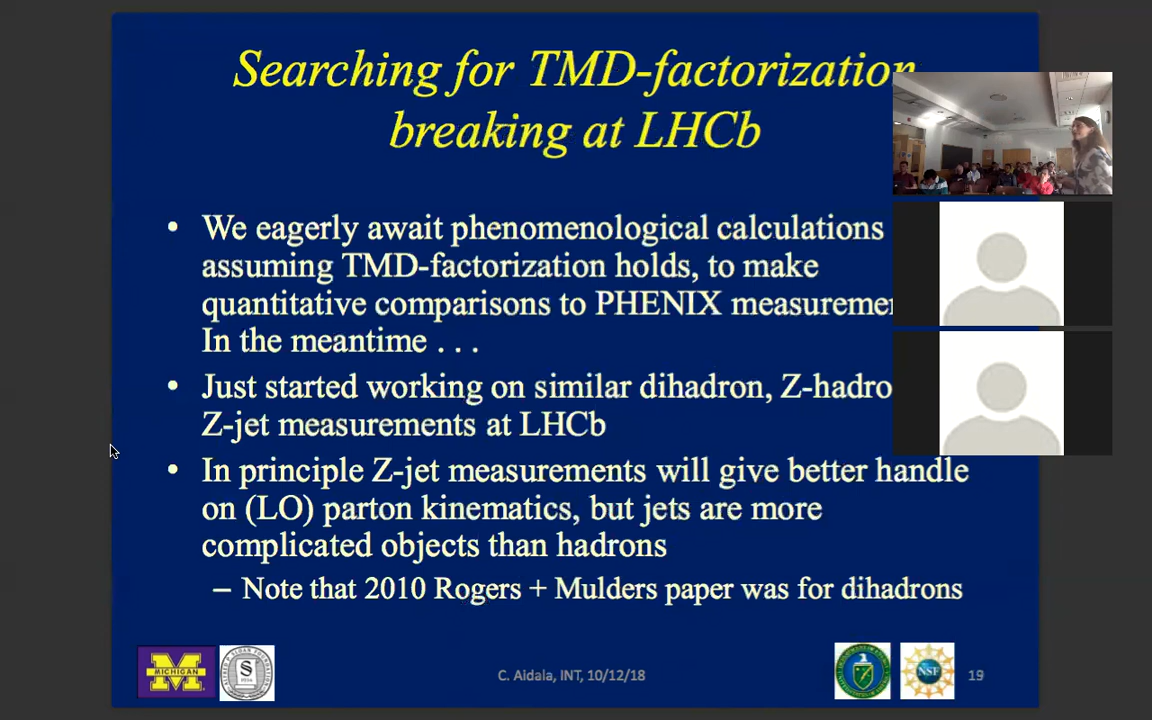 Searching for TMD-factorization
breaking at LHCb
• We eagerly await phenomenological calculations
assuming TMD-factorization holds, to make
quantitative comparisons to PHENIX
In the meantime . . .
• Just started working on similar dihadron,
Z-jet measurements at LHCb
• In principle Z-jet measurements will give better handle
on (LO) parton kinematics, but jets are more
complicated objects than hadrons
– Note that 2010 Rogers + Mulders paper was for dihadrons
M
MICHIGAN
S
NSF
C. Aidala, INT, 10/12/18
19